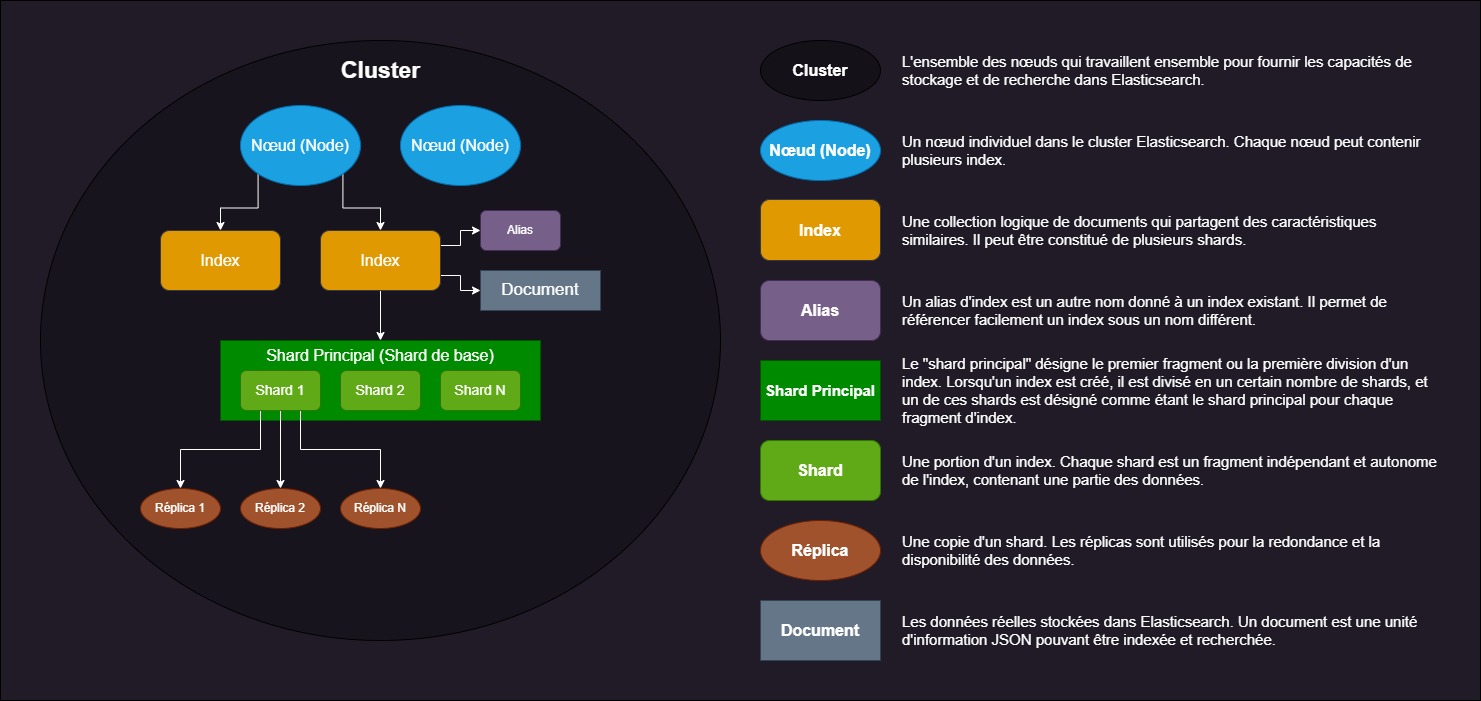 Cluster
Nœud (Node)
Nœud (Node)
Index
Index
Alias
Document
Shard Principal (Shard de base)
Shard 1
Shard 2
Shard N
Réplica 1
Réplica 2
Réplica N
Cluster
L'ensemble des nœuds qui travaillent ensemble pour fournir les capacités de
stockage et de recherche dans Elasticsearch.
Nœud (Node)
Un nœud individuel dans le cluster Elasticsearch. Chaque nœud peut contenir
plusieurs index.
Index
Une collection logique de documents qui partagent des caractéristiques
similaires. Il peut être constitué de plusieurs shards.
Alias
Un alias d'index est un autre nom donné à un index existant. Il permet de
référencer facilement un index sous un nom différent.
Shard Principal
Le "shard principal" désigne le premier fragment ou la première division d'un
index. Lorsqu'un index est créé, il est divisé en un certain nombre de shards, et
un de ces shards est désigné comme étant le shard principal pour chaque
fragment d'index.
Shard
Une portion d'un index. Chaque shard est un fragment indépendant et autonome
de l'index, contenant une partie des données.
Réplica
Une copie d'un shard. Les réplicas sont utilisés pour la redondance et la
disponibilité des données.
Document
Les données réelles stockées dans Elasticsearch. Un document est une unité
d'information JSON pouvant être indexée et recherchée.